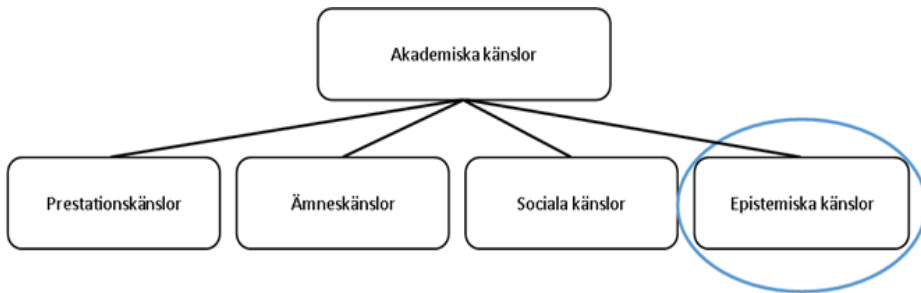 Akademiska känslor
Prestationskänslor
Ämneskänslor
Sociala känslor
Epistemiska känslor